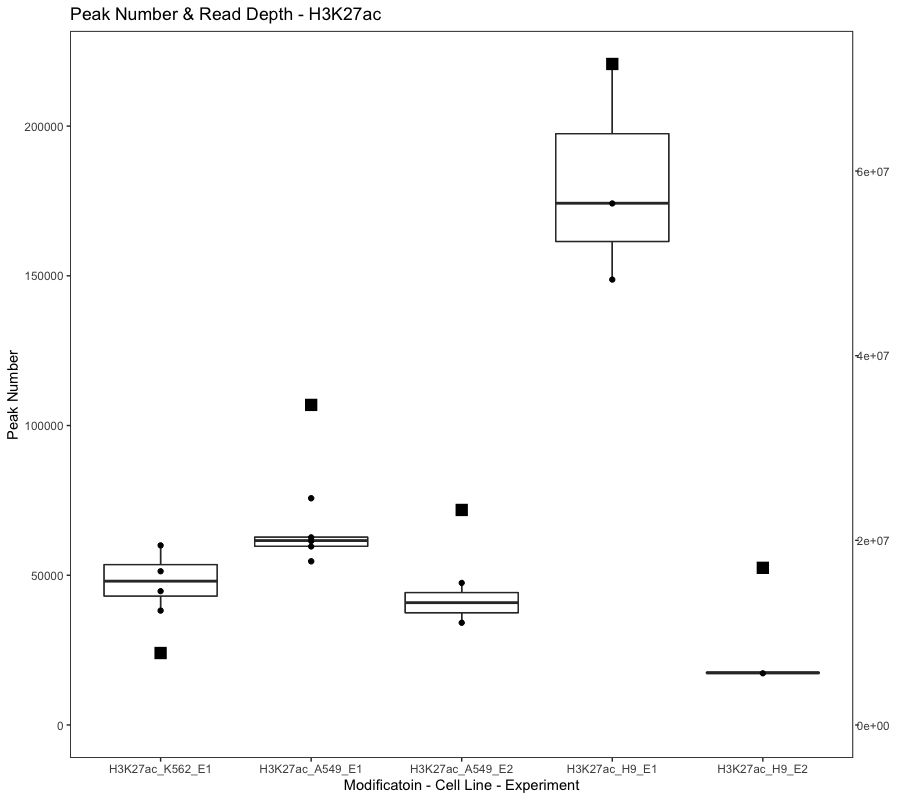 Peak Number & Read Depth - H3K27ac
Peak Number
200000
150000
100000
50000
0
6e+07
4e+07
2e+07
0e+00
H3K27ac_K562_E1
H3K27ac_A549_E1
H3K27ac_A549_E2
H3K27ac_H9_E1
H3K27ac_H9_E2
Modificatoin - Cell Line - Experiment